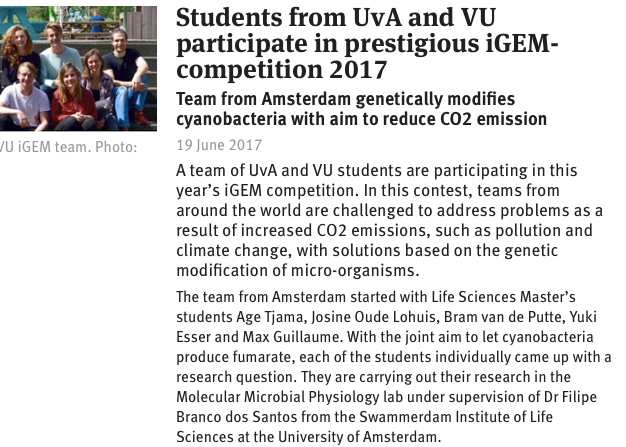 Students from UvA and VU
participate in prestigious iGEM-
competition 2017
Team from Amsterdam genetically modifies
cyanobacteria with aim to reduce CO2 emission
VU iGEM team. Photo:
19 June 2017
A team of UvA and VU students are participating in this
year's iGEM competition. In this contest, teams from
around the world are challenged to address problems as a
result of increased CO2 emissions, such as pollution and
climate change, with solutions based on the genetic
modification of micro-organisms.
The team from Amsterdam started with Life Sciences Master's
students Age Tjama, Josine Oude Lohuis, Bram van de Putte, Yuki
Esser and Max Guillaume. With the joint aim to let cyanobacteria
produce fumarate, each of the students individually came up with a
research question. They are carrying out their research in the
Molecular Microbial Physiology lab under supervision of Dr Filipe
Branco dos Santos from the Swammerdam Institute of Life
Sciences at the University of Amsterdam.